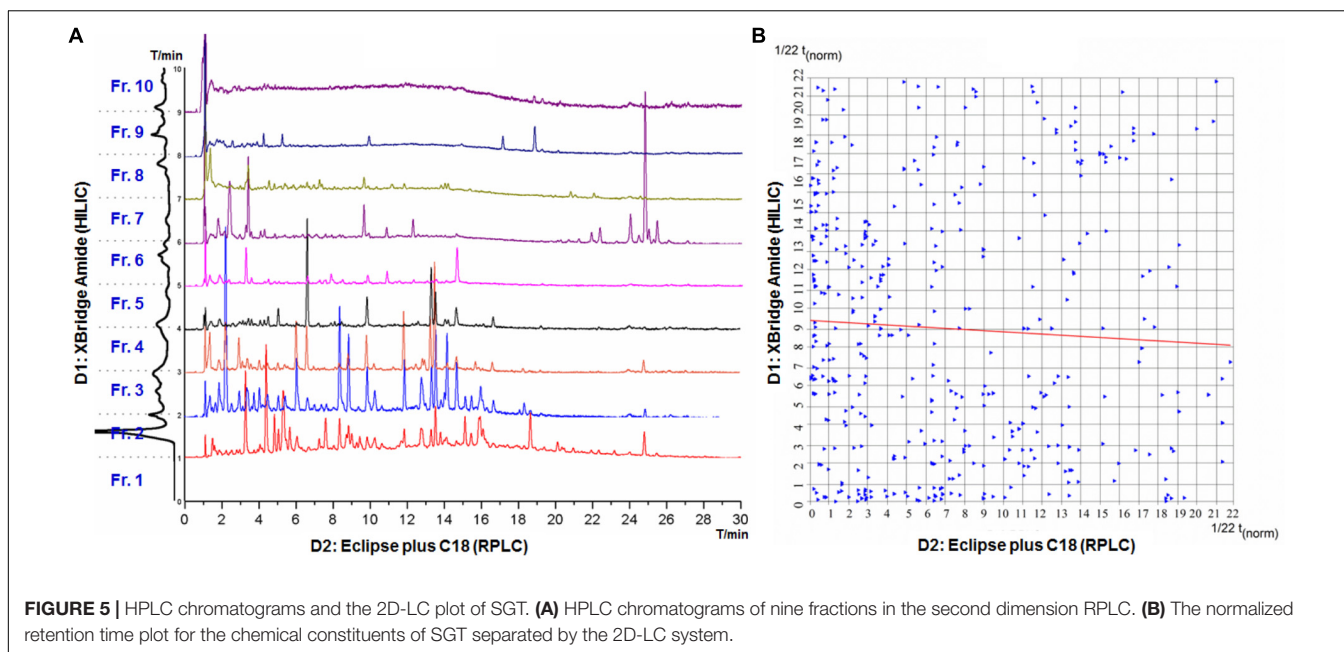 A
T/min
10
Fr. 10
9
Fr. 9
8
Fr. 8
7
Fr. 7
6
Fr. 6
5
Fr. 5
4
Fr. 4
3
Fr. 3
2
Fr. 2
1
Fr. 1
0
D1: XBridge Amide (HILIC)
0 2 4 6 8 10 12 14 16 18 20 22 24 26 28 30
T/min
D2: Eclipse plus C18 (RPLC)
B
1/22 t(norm)
22
21
20
19
18
17
16
15
14
13
12
11
10
9
8
7
6
5
4
3
2
1
0
D1: XBridge Amide (HILIC)
0 1 2 3 4 5 6 7 8 9 10 11 12 13 14 15 16 17 18 19 20 21 22
1/22 t(norm)
D2: Eclipse plus C18 (RPLC)
FIGURE 5 | HPLC chromatograms and the 2D-LC plot of SGT. (A) HPLC chromatograms of nine fractions in the second dimension RPLC. (B) The normalized
retention time plot for the chemical constituents of SGT separated by the 2D-LC system.